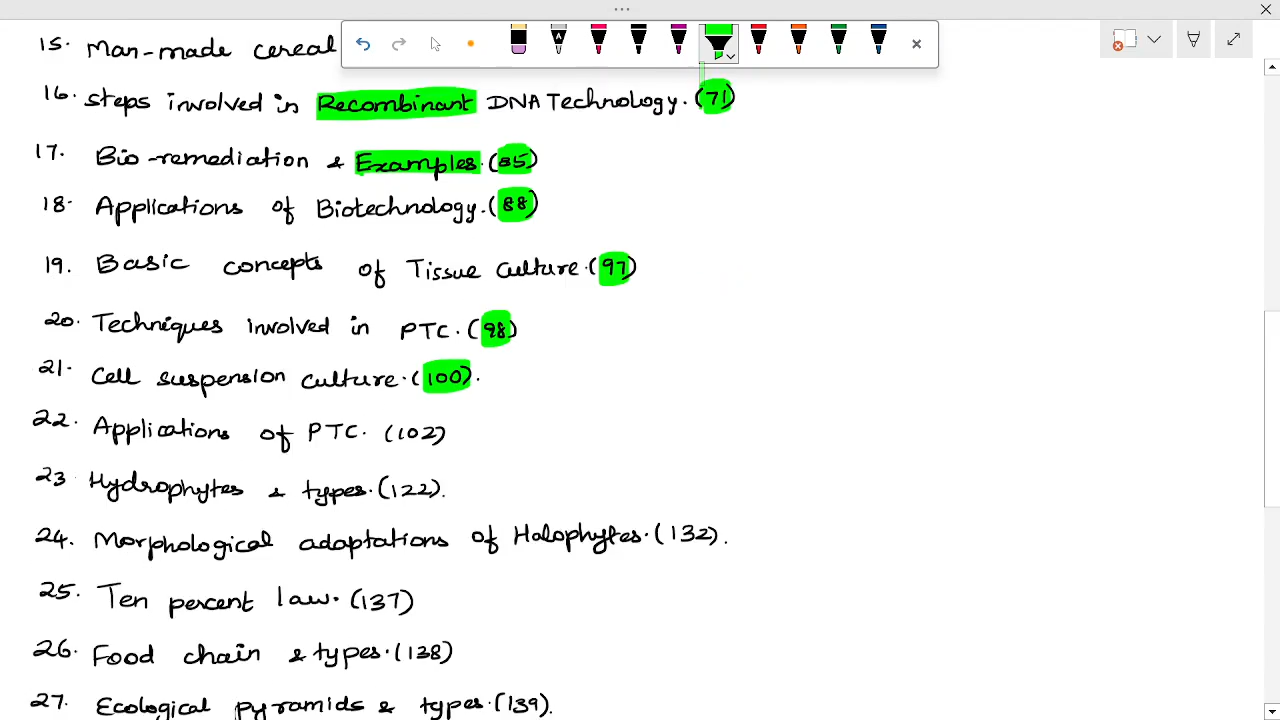 15. Man-made cereal
16. steps involved in Recombinant DNA Technology. (71)
17. Bio-remediation & Examples. (85)
18. Applications of Biotechnology. (88)
19. Basic concepts of Tissue culture. (97)
20. Techniques involved in PTC. (98)
21. Cell suspension culture. (100).
22. Applications of PTC. (102)
23 Hydrophytes & types. (122).
24. Morphological adaptations of Halophytes. (132).
25. Ten percent law. (137)
26. Food chain & types. (138)
27. Ecological pyramids & types. (139).